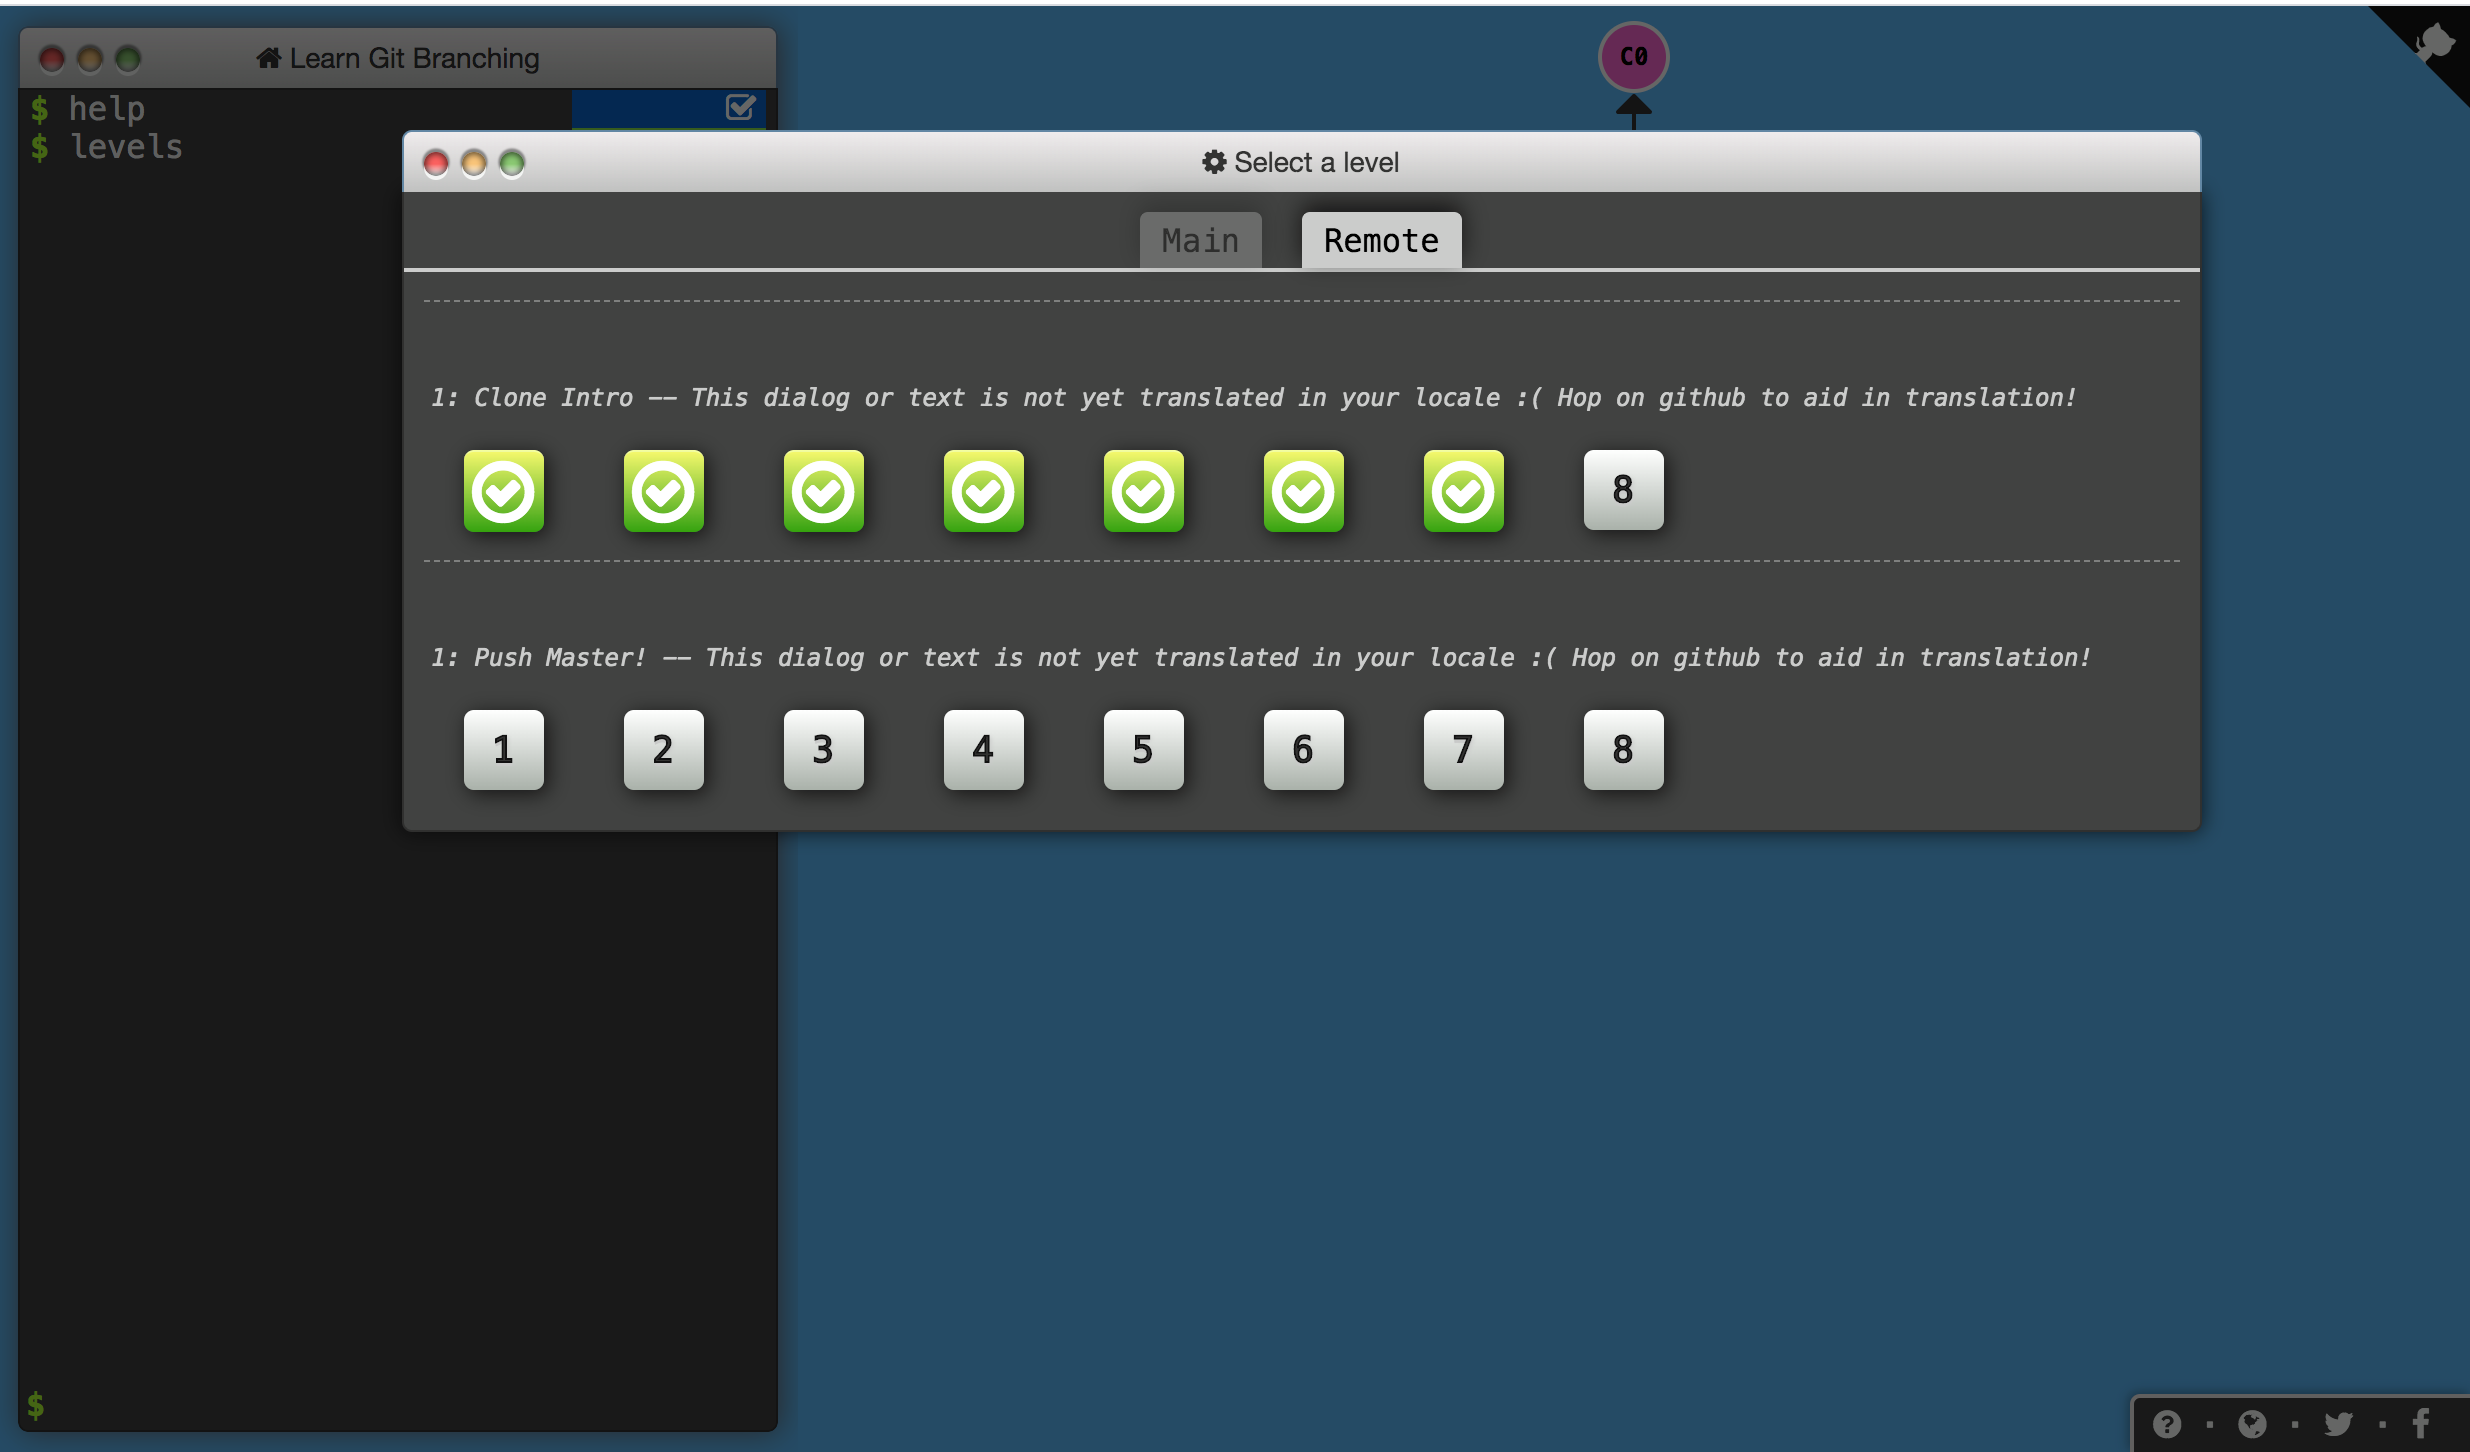 Learn Git Branching
C0
$ help
$ levels
Select a level
Main
Remote
1: Clone Intro -- This dialog or text is not yet translated in your locale :( Hop on github to aid in translation!
8
1: Push Master! -- This dialog or text is not yet translated in your locale :( Hop on github to aid in translation!
1 2 3 4 5 6 7 8
$